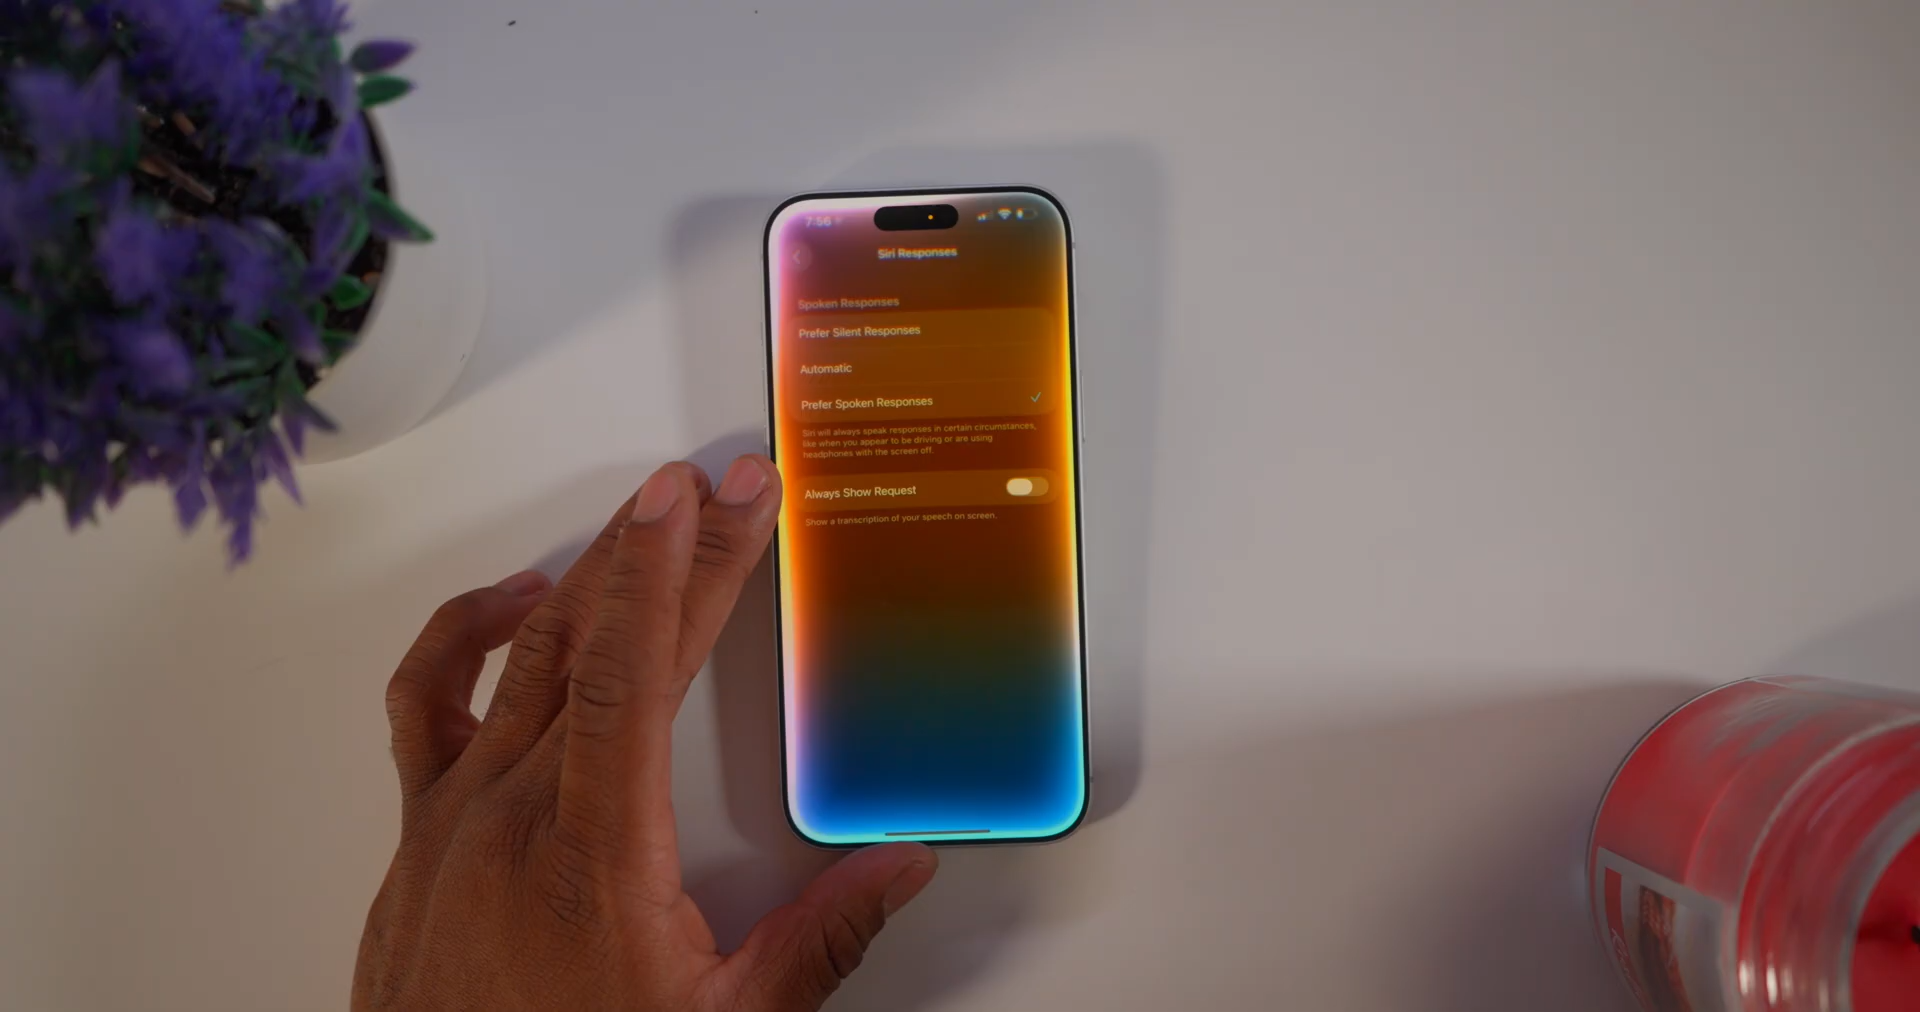 7:56
Siri Responses
Spoken Responses
Prefer Silent Responses
Automatic
Prefer Spoken Responses
Siri will always speak responses in certain circumstances,
like when you appear to be driving or are using
headphones with the screen off.
Always Show Request
Show a transcription of your speech on screen.